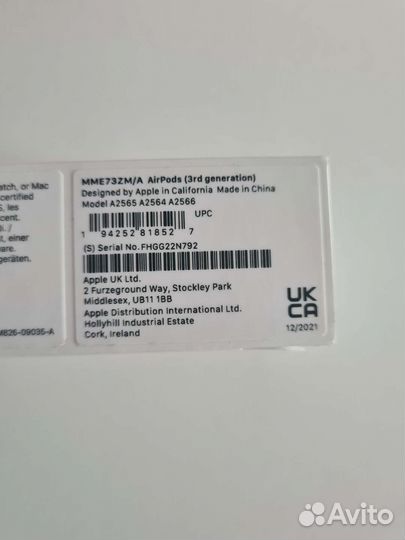 atch, or Mac
certified
S, les
cent.
di. /
st, einer
ware.
geräten.
M826-09035-A
MME73ZM/A AirPods (3rd generation)
Designed by Apple in California Made in China
Model A2565 A2564 A2566
UPC
1 94252 81852 7
(S) Serial No. FHGG22N792
Apple UK Ltd.
2 Furzeground Way, Stockley Park
Middlesex, UB11 1BB
Apple Distribution International Ltd.
Hollyhill Industrial Estate
Cork, Ireland
UK
CA
12/2021
Avito